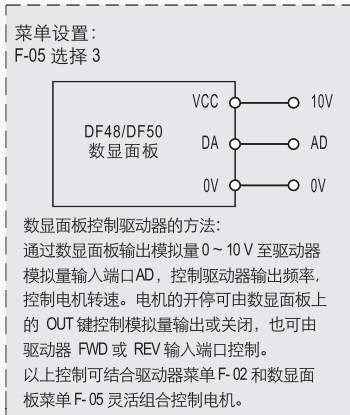 菜单设置：
F-05 选择 3
VCC 10V
DF48/DF50 DA AD
数显面板
0V 0V
数显面板控制驱动器的方法：
通过数显面板输出模拟量 0 ~ 10 V 至驱动器
模拟量输入端口AD，控制驱动器输出频率，
控制电机转速。电机的开停可由数显面板上
的 OUT 键控制模拟量输出或关闭，也可由
驱动器 FWD 或 REV 输入端口控制。
以上控制可结合驱动器菜单 F- 02 和数显面
板菜单 F- 05 灵活组合控制电机。